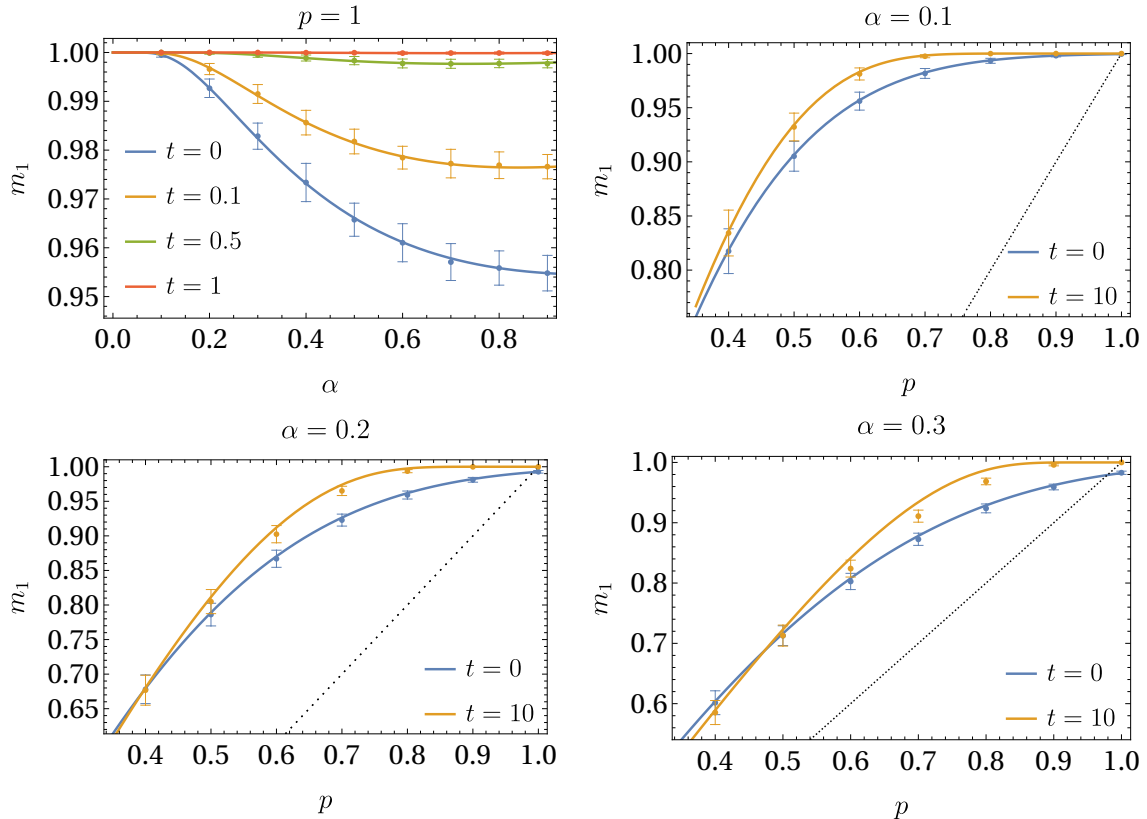 p = 1
1.00
0.99
0.98
0.97
0.96
0.95
m₁
t = 0
t = 0.1
t = 0.5
t = 1
0.0 0.2 0.4 0.6 0.8
α
α = 0.1
1.00
0.95
0.90
0.85
0.80
m₁
t = 0
t = 10
0.4 0.5 0.6 0.7 0.8 0.9 1.0
p
α = 0.2
1.00
0.95
0.90
0.85
0.80
0.75
0.70
0.65
m₁
t = 0
t = 10
0.4 0.5 0.6 0.7 0.8 0.9 1.0
p
α = 0.3
1.0
0.9
0.8
0.7
0.6
m₁
t = 0
t = 10
0.4 0.5 0.6 0.7 0.8 0.9 1.0
p